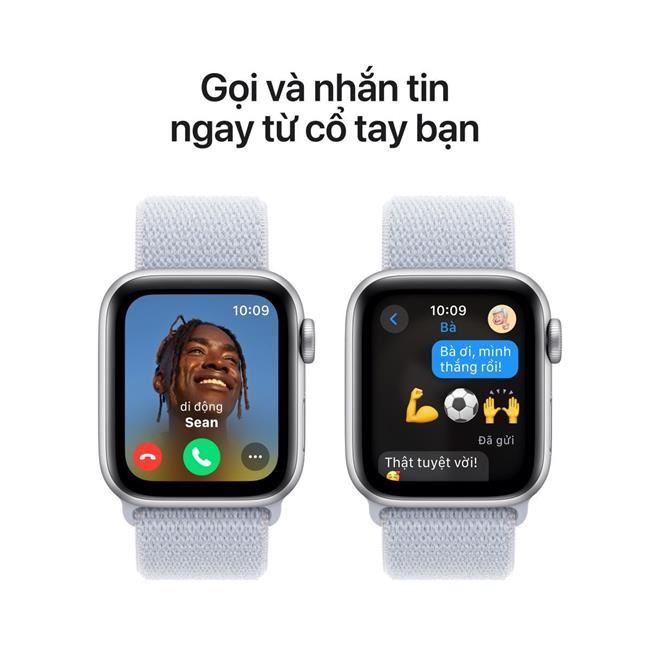 Gọi và nhắn tin
ngay từ cổ tay bạn
10:09
di động
Sean
10:09
Bà
Bà ơi, mình
thắng rồi!
Đã gửi
Thật tuyệt vời!